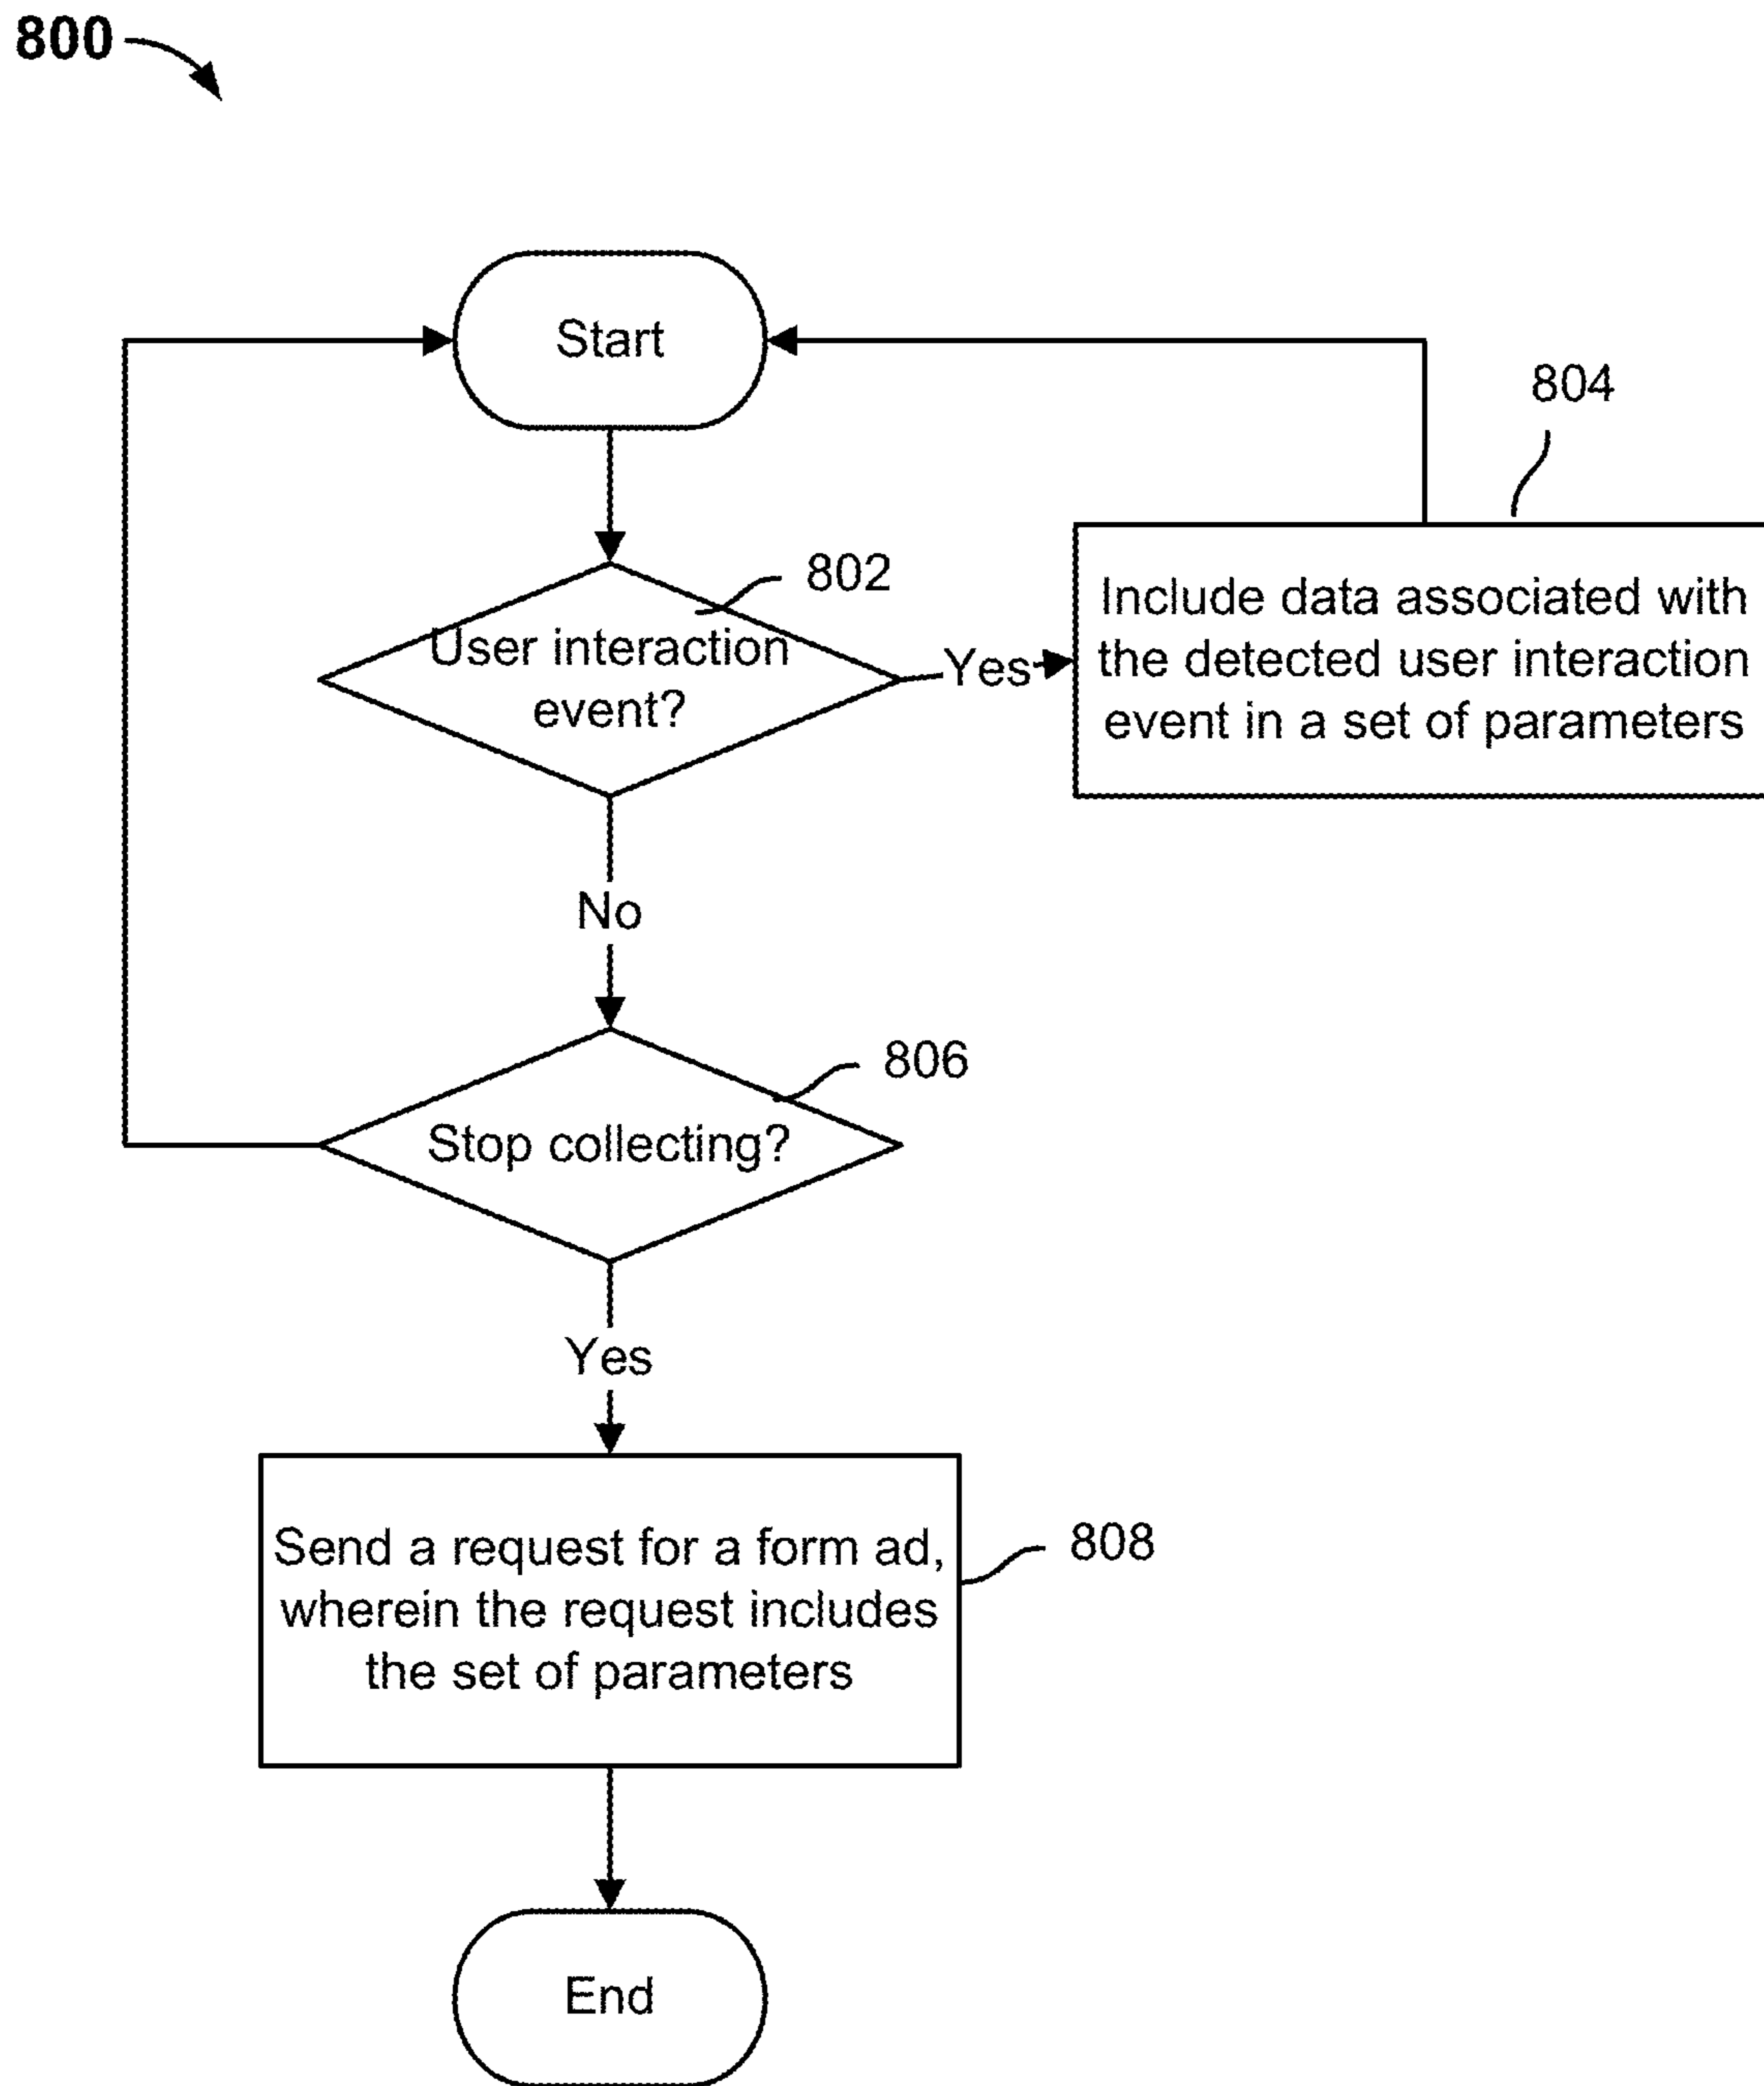 800
Start
804
802
Include data associated with
the detected user interaction
event in a set of parameters
User interaction
event?
Yes
No
806
Stop collecting?
Yes
808
Send a request for a form ad,
wherein the request includes
the set of parameters
End